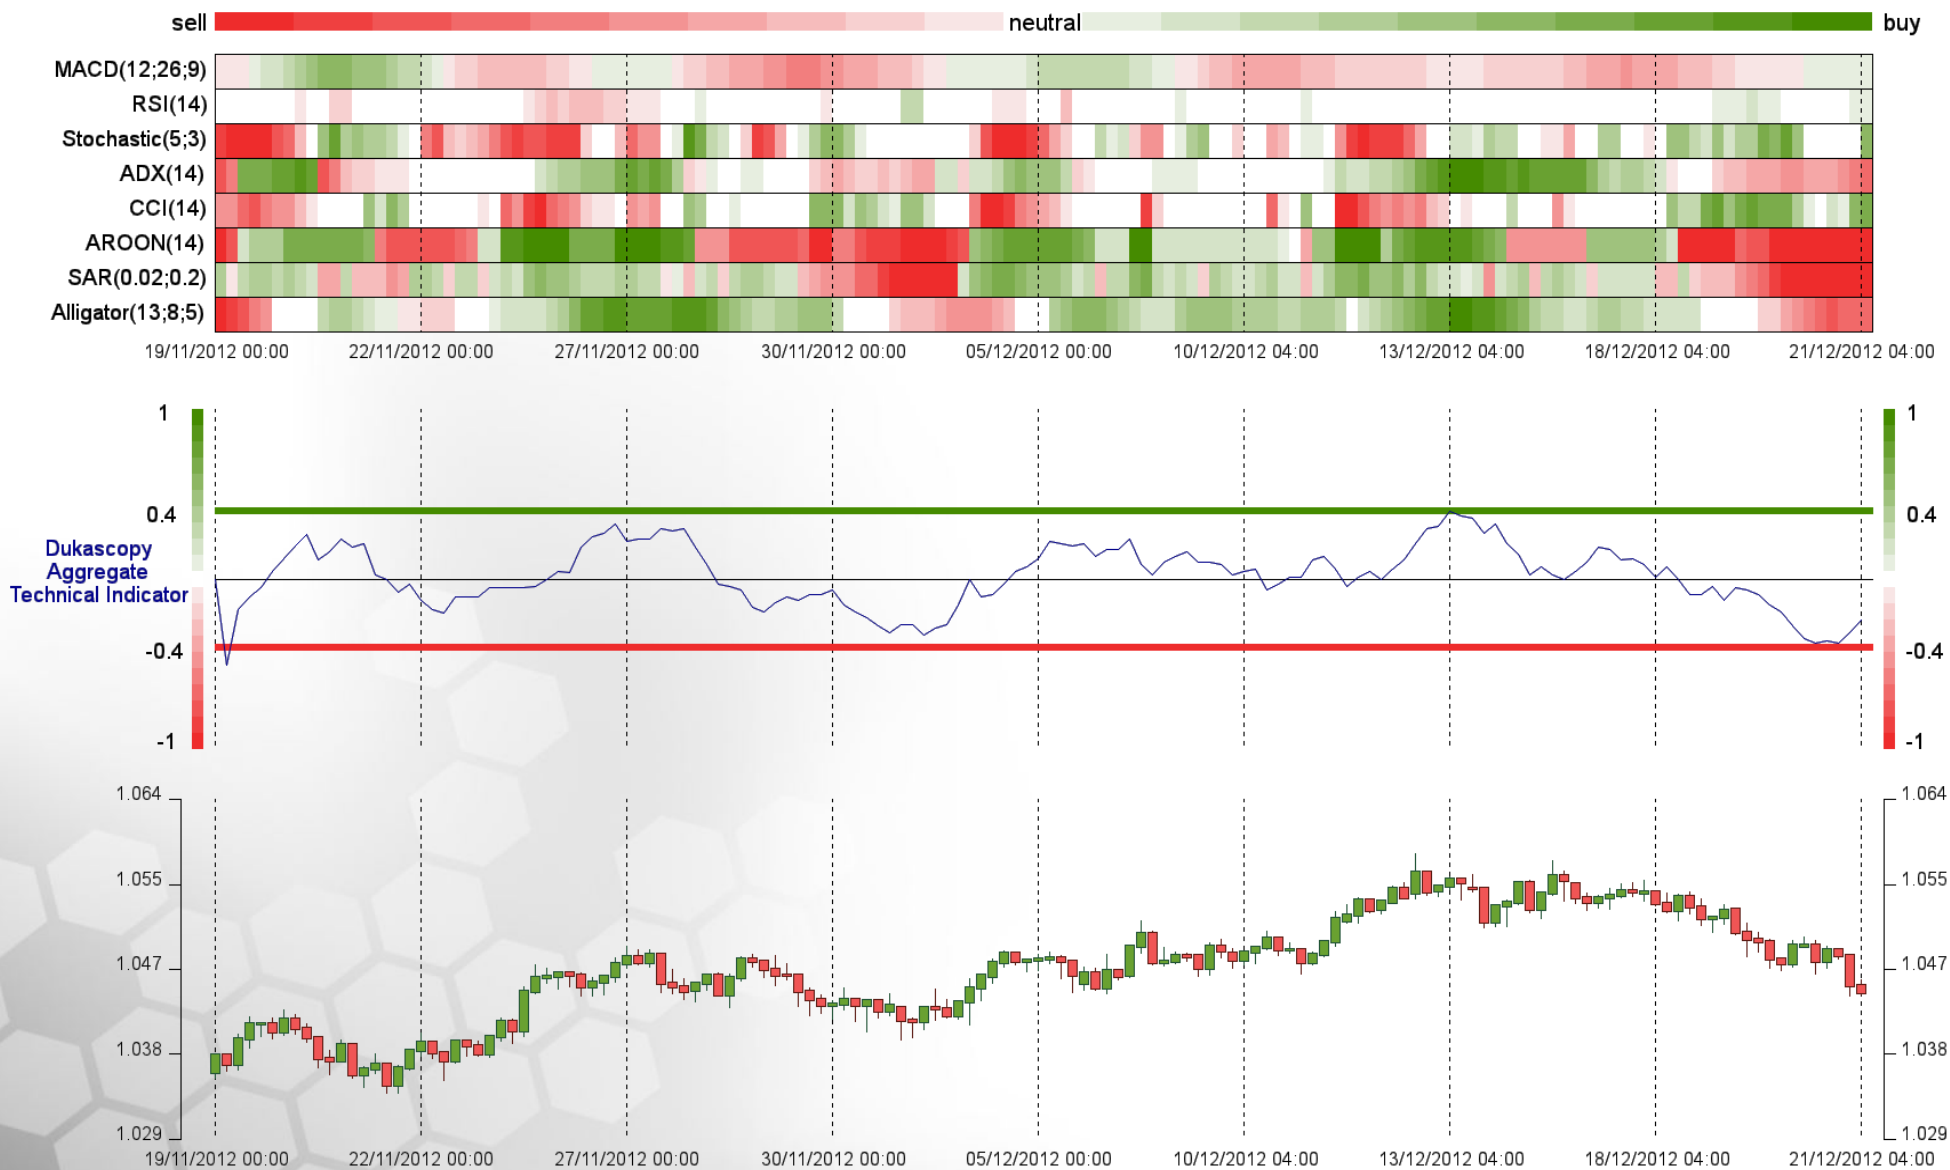 sell neutral buy
MACD(12;26;9)
RSI(14)
Stochastic(5;3)
ADX(14)
CCI(14)
AROON(14)
SAR(0.02;0.2)
Alligator(13;8;5)
19/11/2012 00:00 22/11/2012 00:00 27/11/2012 00:00 30/11/2012 00:00 05/12/2012 00:00 10/12/2012 04:00 13/12/2012 04:00 18/12/2012 04:00 21/12/2012 04:00
1 1
0.4 0.4
Dukascopy
Aggregate
Technical Indicator
-0.4 -0.4
-1 -1
1.064 1.064
1.055 1.055
1.047 1.047
1.038 1.038
1.029 1.029
19/11/2012 00:00 22/11/2012 00:00 27/11/2012 00:00 30/11/2012 00:00 05/12/2012 00:00 10/12/2012 04:00 13/12/2012 04:00 18/12/2012 04:00 21/12/2012 04:00